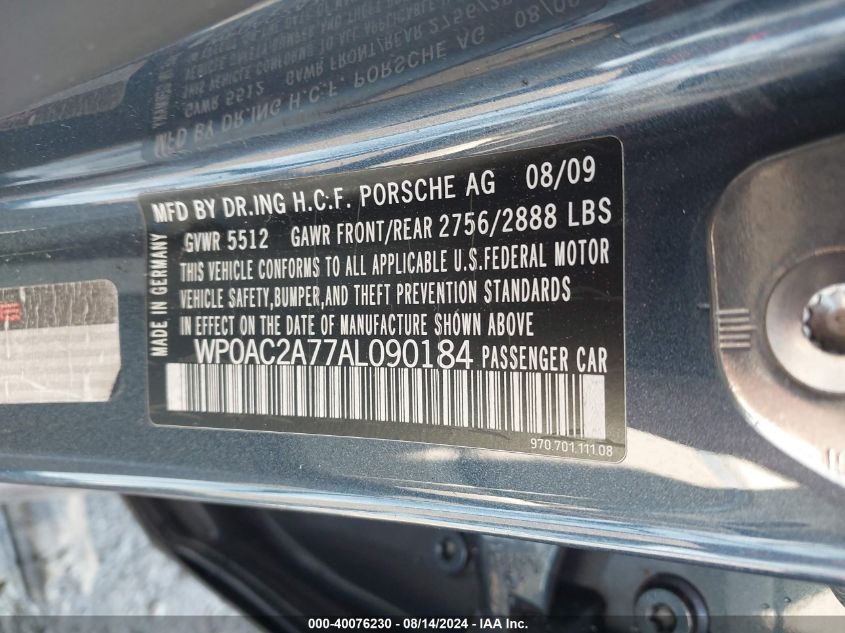 MFD BY DR.ING H.C.F. PORSCHE AG 08/09
GVWR 5512 GAWR FRONT/REAR 2756/2888 LBS
THIS VEHICLE CONFORMS TO ALL APPLICABLE U.S.FEDERAL MOTOR
VEHICLE SAFETY,BUMPER,AND THEFT PREVENTION STANDARDS
IN EFFECT ON THE DATE OF MANUFACTURE SHOWN ABOVE
WP0AC2A77AL090184 PASSENGER CAR
970.701.111.08
MADE IN GERMANY
000-40076230 - 08/14/2024 - IAA Inc.